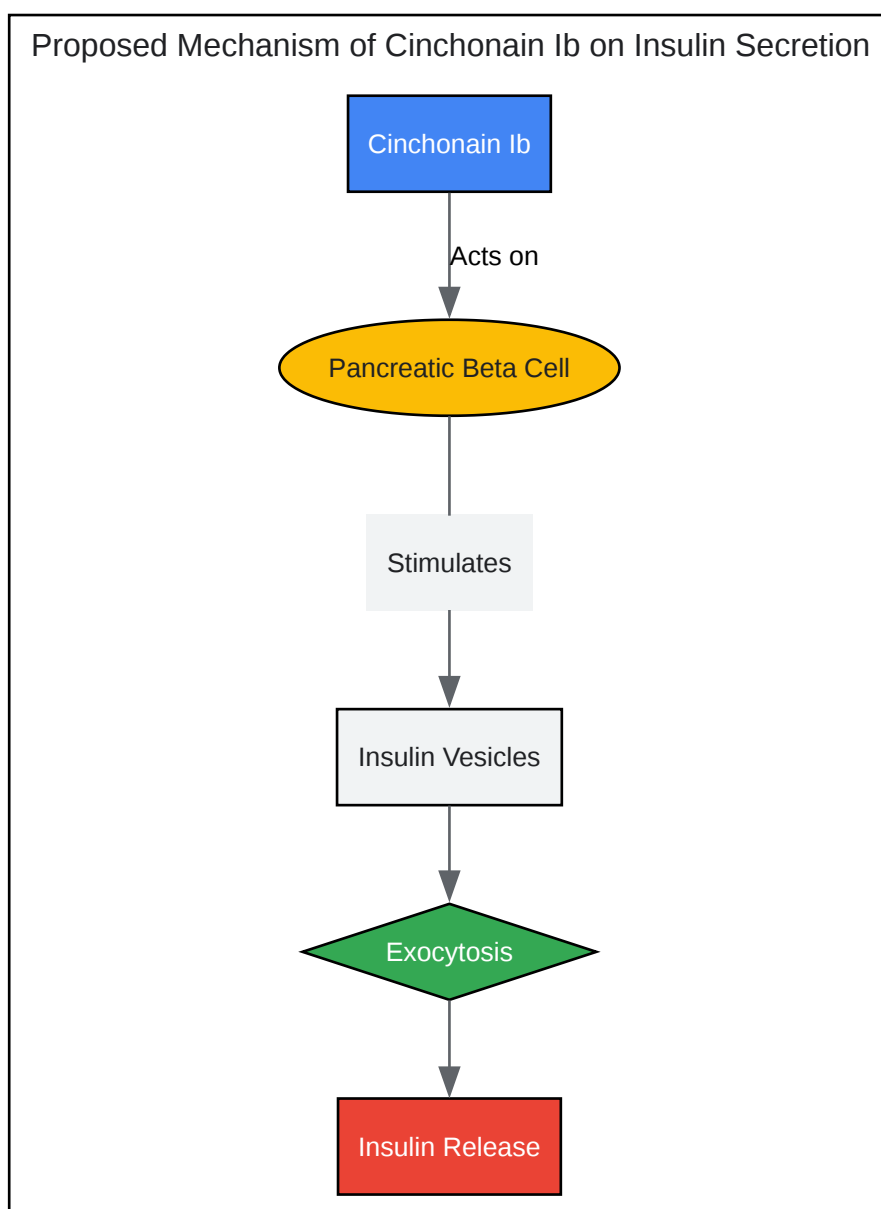 Proposed Mechanism of Cinchonain Ib on Insulin Secretion
Cinchonain Ib
Acts on
Pancreatic Beta Cell
Stimulates
Insulin Vesicles
Exocytosis
Insulin Release